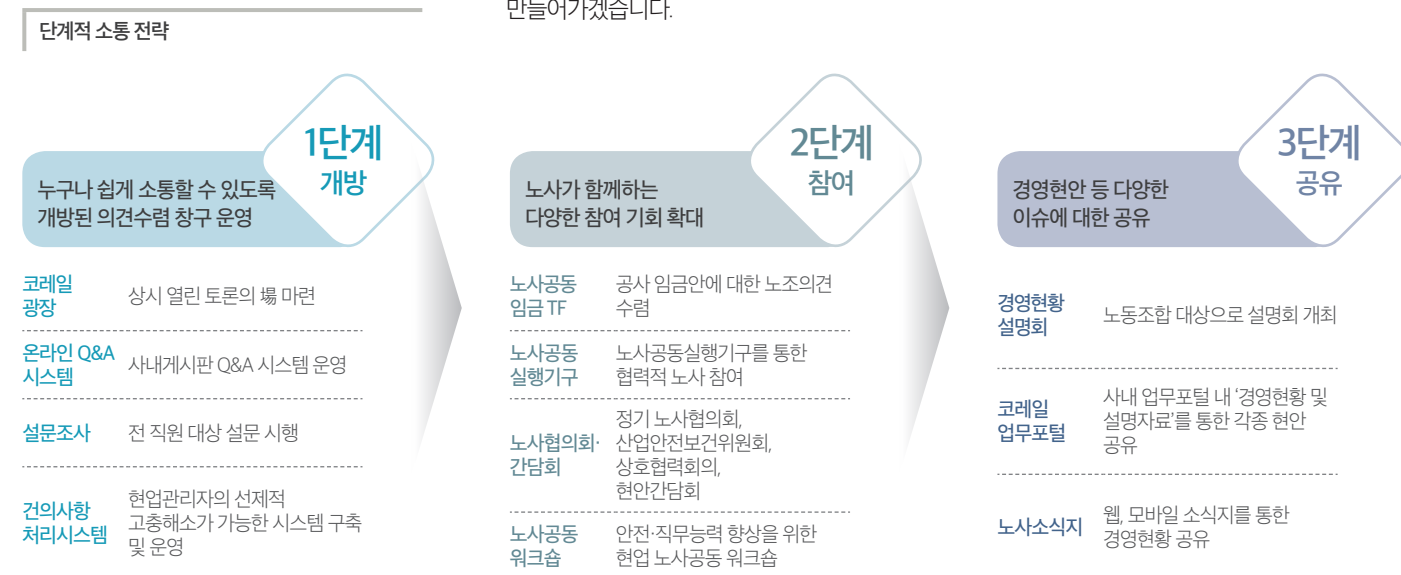 만들어가겠습니다.
단계적 소통 전략
1단계
개방
누구나 쉽게 소통할 수 있도록
개방된 의견수렴 창구 운영
코레일
광장
상시 열린 토론의 場 마련
온라인 Q&A
시스템
사내게시판 Q&A 시스템 운영
설문조사
전 직원 대상 설문 시행
건의사항
처리시스템
현업관리자의 선제적
고충해소가 가능한 시스템 구축
및 운영
2단계
참여
노사가 함께하는
다양한 참여 기회 확대
노사공동
임금 TF
공사 임금안에 대한 노조의견
수렴
노사공동
실행기구
노사공동실행기구를 통한
협력적 노사 참여
노사협의회·
간담회
정기 노사협의회,
산업안전보건위원회,
상호협력회의,
현안간담회
노사공동
워크숍
안전·직무능력 향상을 위한
현업 노사공동 워크숍
3단계
공유
경영현안 등 다양한
이슈에 대한 공유
경영현황
설명회
노동조합 대상으로 설명회 개최
코레일
업무포털
사내 업무포털 내 ‘경영현황 및
설명자료’를 통한 각종 현안
공유
노사소식지
웹, 모바일 소식지를 통한
경영현황 공유